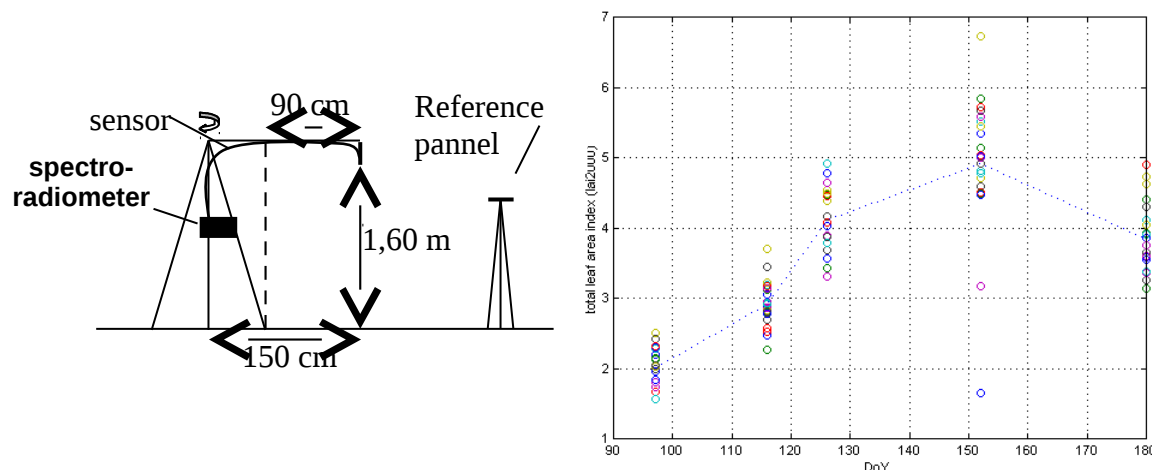 90 cm
sensor
Reference
pannel
spectro-
radiometer
1,60 m
150 cm
total leaf area index (lai2000)
7
6
5
4
3
2
1
90
100
110
120
130
140
150
160
170
180
DoY